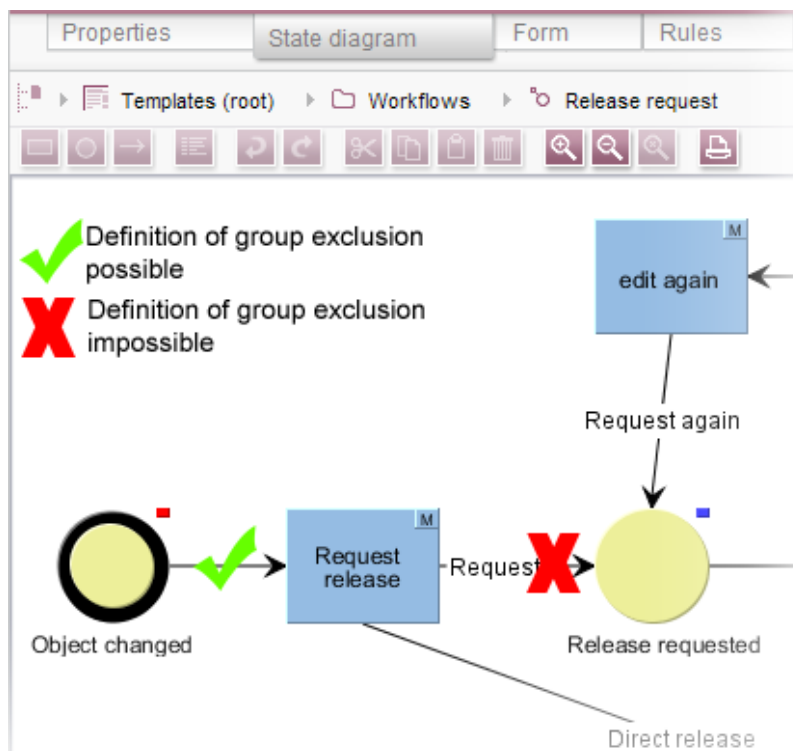 Properties
State diagram
Form
Rules
Templates (root)
Workflows
Release request
Definition of group exclusion
possible
Definition of group exclusion
impossible
M
edit again
Request again
M
Request
release
Request
Object changed
Release requested
Direct release